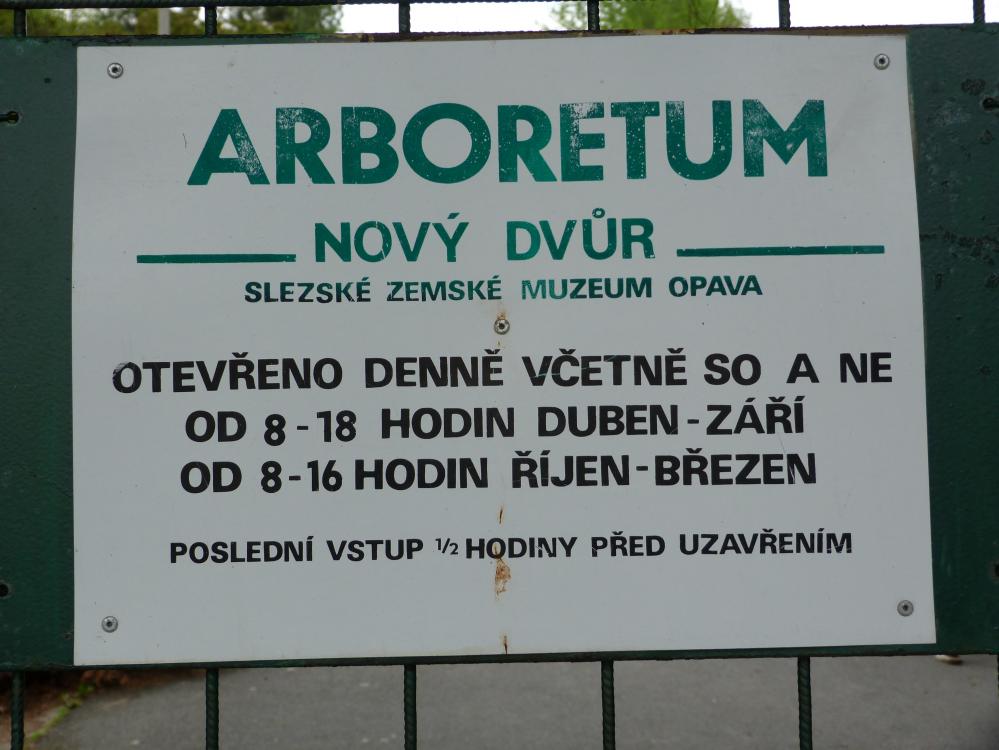 ARBORETUM
NOVÝ DVŮR
SLEZSKÉ ZEMSKÉ MUZEUM OPAVA
OTEVŘENO DENNĚ VČETNĚ SO A NE
OD 8-18 HODIN DUBEN-ZÁŘÍ
OD 8-16 HODIN ŘÍJEN-BŘEZEN
POSLEDNÍ VSTUP 1/2 HODINY PŘED UZAVŘENÍM